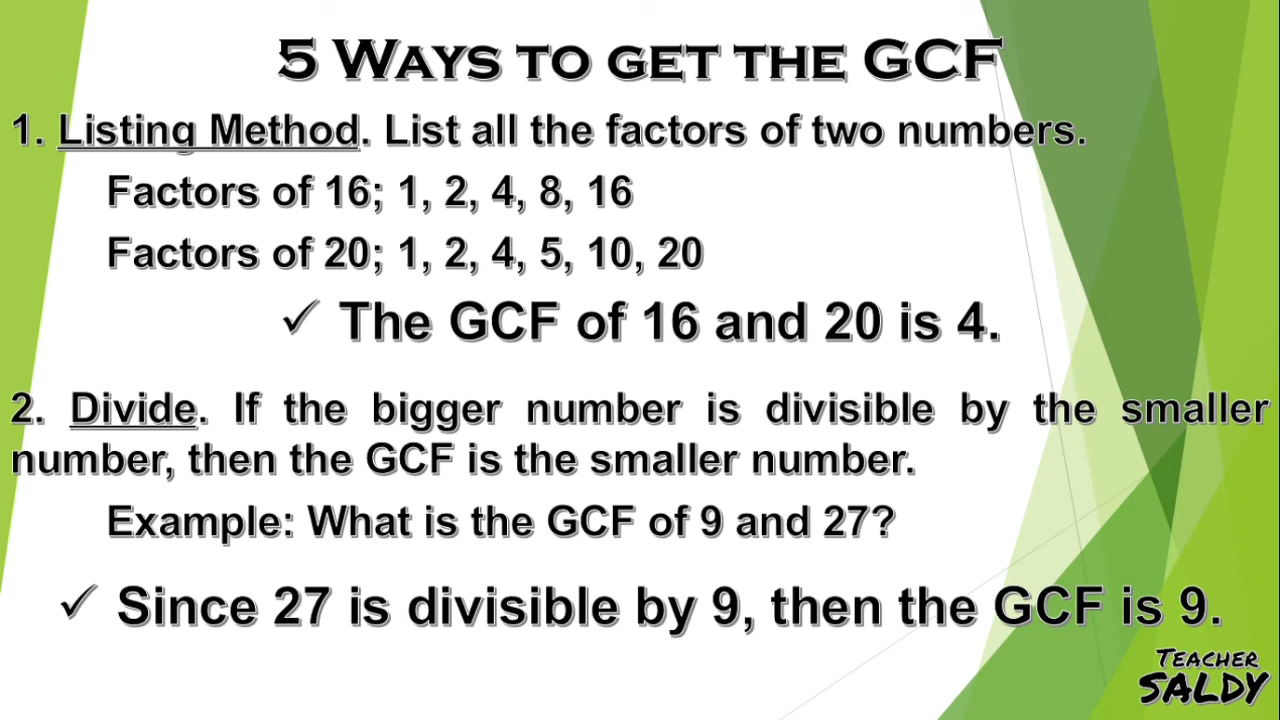 5 WAYS TO GET THE GCF
1. Listing Method. List all the factors of two numbers.
Factors of 16; 1, 2, 4, 8, 16
Factors of 20; 1, 2, 4, 5, 10, 20
✓ The GCF of 16 and 20 is 4.
2. Divide. If the bigger number is divisible by the smaller
number, then the GCF is the smaller number.
Example: What is the GCF of 9 and 27?
✓ Since 27 is divisible by 9, then the GCF is 9.
TEACHER
SALDY